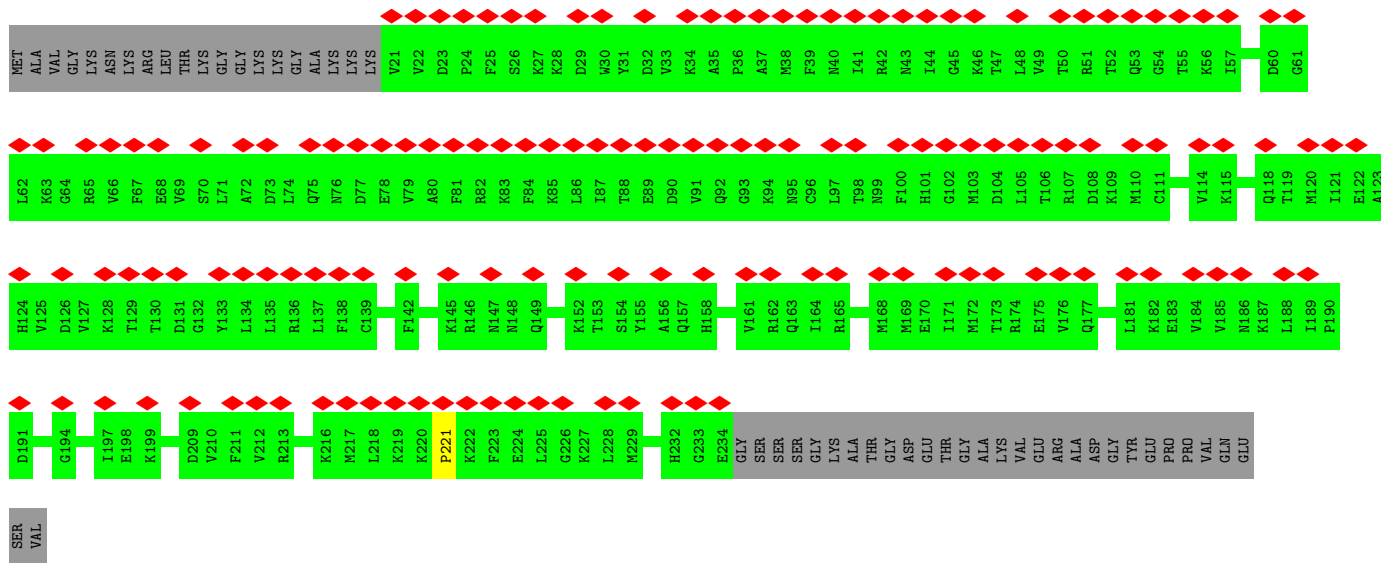 MET ALA VAL GLY LYS ASN LYS ARG LEU THR LYS GLY GLY LYS LYS GLY ALA LYS LYS LYS V21 V22 D23 P24 F25 S26 K27 K28 D29 W30 Y31 D32 V33 K34 A35 P36 A37 M38 F39 N40 I41 R42 N43 I44 G45 K46 T47 L48 V49 T50 R51 T52 Q53 G54 T55 K56 I57 D60 G61
L62 K63 G64 R65 V66 F67 E68 V69 S70 L71 A72 D73 L74 Q75 N76 D77 E78 V79 A80 F81 R82 K83 F84 K85 L86 I87 T88 E89 D90 V91 Q92 G93 K94 N95 C96 L97 T98 N99 F100 H101 G102 M103 D104 L105 T106 R107 D108 K109 M110 C111 V114 K115 Q118 T119 M120 I121 E122 A123
H124 V125 D126 V127 K128 T129 T130 D131 G132 Y133 L134 L135 R136 L137 F138 C139 F142 K145 R146 N147 N148 Q149 K152 T153 S154 Y155 A156 Q157 H158 V161 R162 Q163 I164 R165 M168 M169 E170 I171 M172 T173 R174 E175 V176 Q177 L181 K182 E183 V184 V185 N186 K187 L188 I189 P190
D191 G194 I197 E198 K199 D209 V210 F211 V212 R213 K216 M217 L218 K219 K220 P221 K222 F223 E224 L225 G226 K227 L228 M229 H232 G233 E234 GLY SER SER SER GLY LYS ALA THR GLY ASP GLU THR GLY ALA LYS VAL GLU ARG ALA ASP GLY TYR GLU PRO PRO VAL GLN GLU
SER VAL